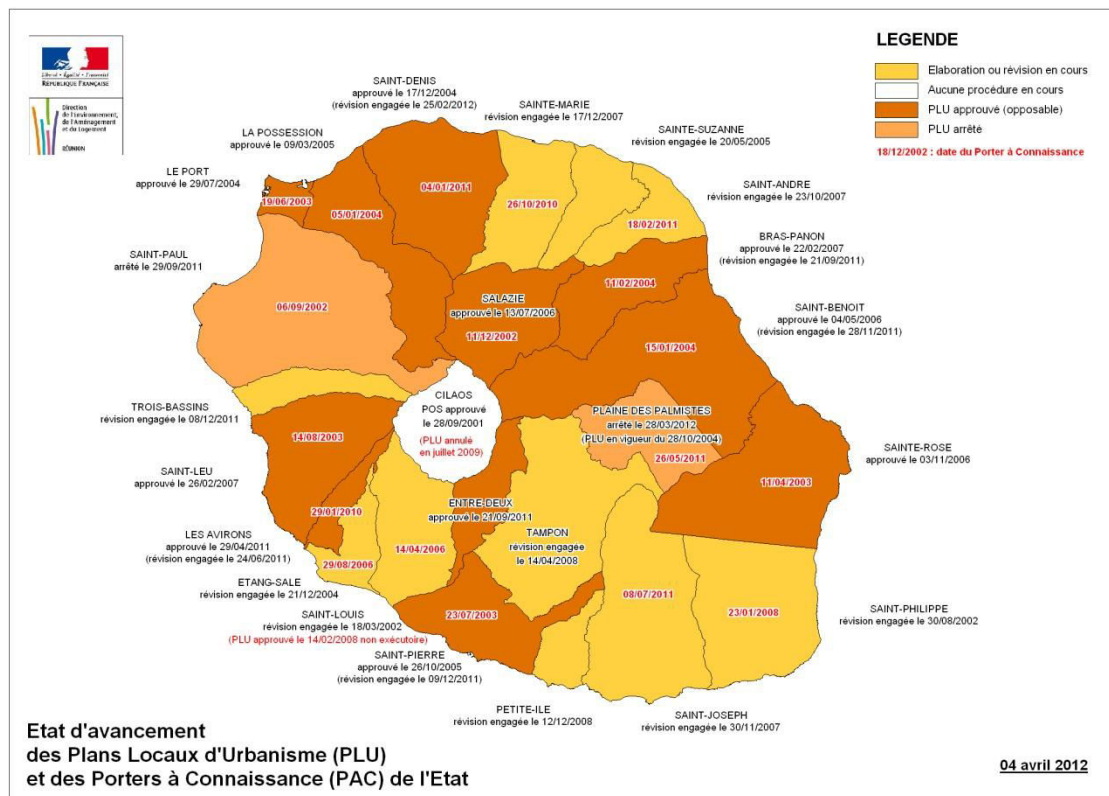 Liberté • Égalité • Fraternité
RÉPUBLIQUE FRANÇAISE
Direction
de l'Environnement,
de l'Aménagement
et du Logement
RÉUNION
LEGENDE
Elaboration ou révision en cours
Aucune procédure en cours
PLU approuvé (opposable)
PLU arrêté
18/12/2002 : date du Porter à Connaissance
SAINT-DENIS
approuvé le 17/12/2004
(révision engagée le 25/02/2012)
SAINTE-MARIE
révision engagée le 17/12/2007
SAINTE-SUZANNE
révision engagée le 20/05/2005
LA POSSESSION
approuvé le 09/03/2005
LE PORT
approuvé le 29/07/2004
SAINT-ANDRE
révision engagée le 23/10/2007
BRAS-PANON
approuvé le 22/02/2007
(révision engagée le 21/09/2011)
SAINT-PAUL
arrêté le 29/09/2011
SAINT-BENOIT
approuvé le 04/05/2006
(révision engagée le 28/11/2011)
19/06/2003
05/01/2004
04/01/2011
26/10/2010
18/02/2011
11/02/2004
06/09/2002
SALAZIE
approuvé le 13/07/2006
11/12/2002
15/01/2004
TROIS-BASSINS
révision engagée le 08/12/2011
CILAOS
POS approuvé
le 28/09/2001
(PLU annulé
en juillet 2009)
PLAINE DES PALMISTES
arrêté le 28/03/2012
(PLU en vigueur du 28/10/2004)
26/05/2011
14/08/2003
SAINTE-ROSE
approuvé le 03/11/2006
11/04/2003
SAINT-LEU
approuvé le 26/02/2007
29/01/2010
ENTRE-DEUX
approuvé le 21/09/2011
TAMPON
révision engagée
le 14/04/2008
LES AVIRONS
approuvé le 29/04/2011
(révision engagée le 24/06/2011)
29/08/2006
14/04/2006
ETANG-SALE
révision engagée le 21/12/2004
08/07/2011
23/01/2008
SAINT-LOUIS
révision engagée le 18/03/2002
(PLU approuvé le 14/02/2008 non exécutoire)
23/07/2003
SAINT-PHILIPPE
révision engagée le 30/08/2002
SAINT-PIERRE
approuvé le 26/10/2005
(révision engagée le 09/12/2011)
PETITE-ILE
révision engagée le 12/12/2008
SAINT-JOSEPH
révision engagée le 30/11/2007
Etat d'avancement
des Plans Locaux d'Urbanisme (PLU)
et des Porters à Connaissance (PAC) de l'Etat
04 avril 2012